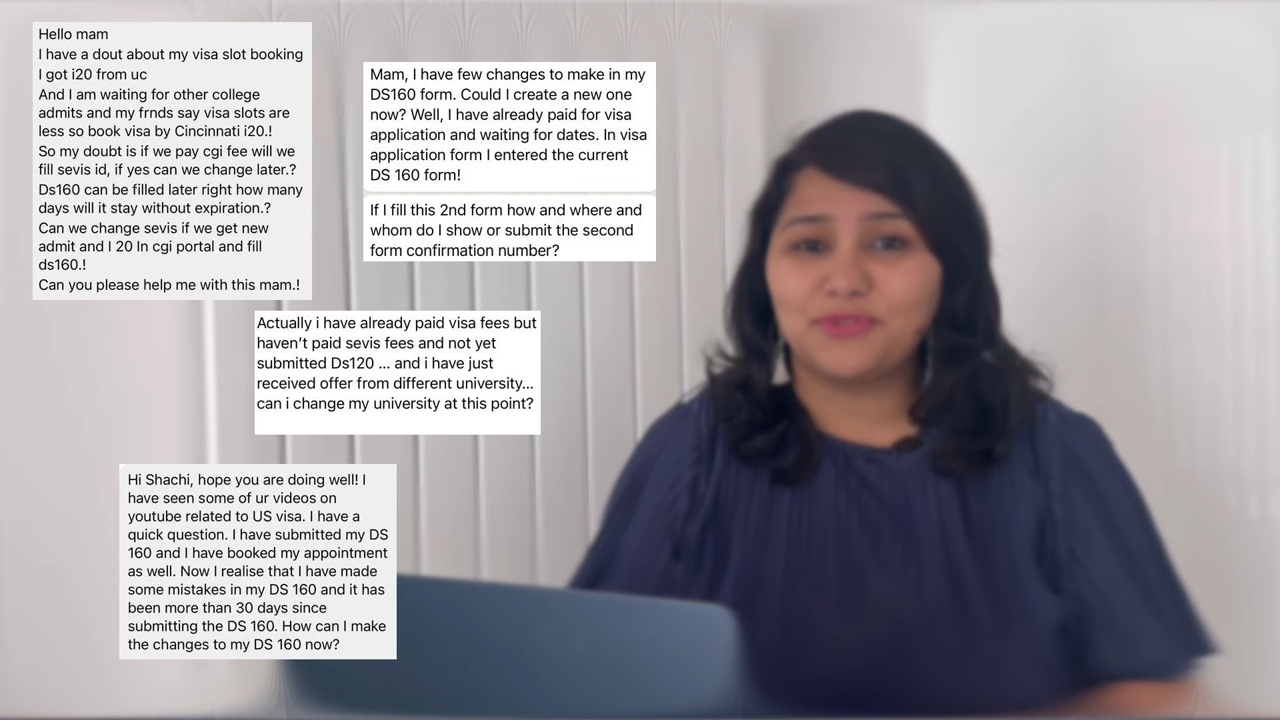 Hello mam
I have a dout about my visa slot booking
I got i20 from uc
And I am waiting for other college
admits and my frnds say visa slots are
less so book visa by Cincinnati i20.!
So my doubt is if we pay cgi fee will we
fill sevis id, if yes can we change later.?
Ds160 can be filled later right how many
days will it stay without expiration.?
Can we change sevis if we get new
admit and I 20 In cgi portal and fill
ds160.!
Can you please help me with this mam.!
Mam, I have few changes to make in my
DS160 form. Could I create a new one
now? Well, I have already paid for visa
application and waiting for dates. In visa
application form I entered the current
DS 160 form!
If I fill this 2nd form how and where and
whom do I show or submit the second
form confirmation number?
Actually i have already paid visa fees but
haven't paid sevis fees and not yet
submitted Ds120 ... and i have just
received offer from different university...
can i change my university at this point?
Hi Shachi, hope you are doing well! I
have seen some of ur videos on
youtube related to US visa. I have a
quick question. I have submitted my DS
160 and I have booked my appointment
as well. Now I realise that I have made
some mistakes in my DS 160 and it has
been more than 30 days since
submitting the DS 160. How can I make
the changes to my DS 160 now?